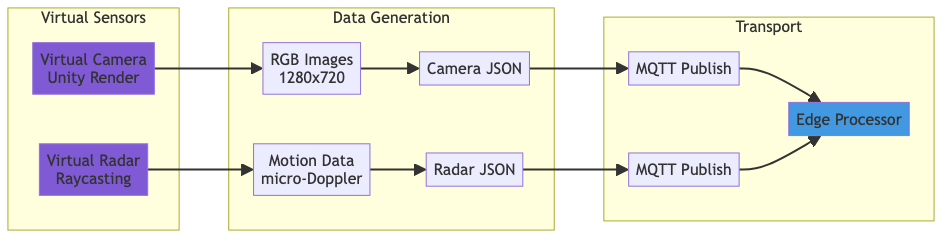 Virtual Sensors
Virtual Camera
Unity Render
Virtual Radar
Raycasting
Data Generation
RGB Images
1280x720
Camera JSON
Motion Data
micro-Doppler
Radar JSON
Transport
MQTT Publish
MQTT Publish
Edge Processor